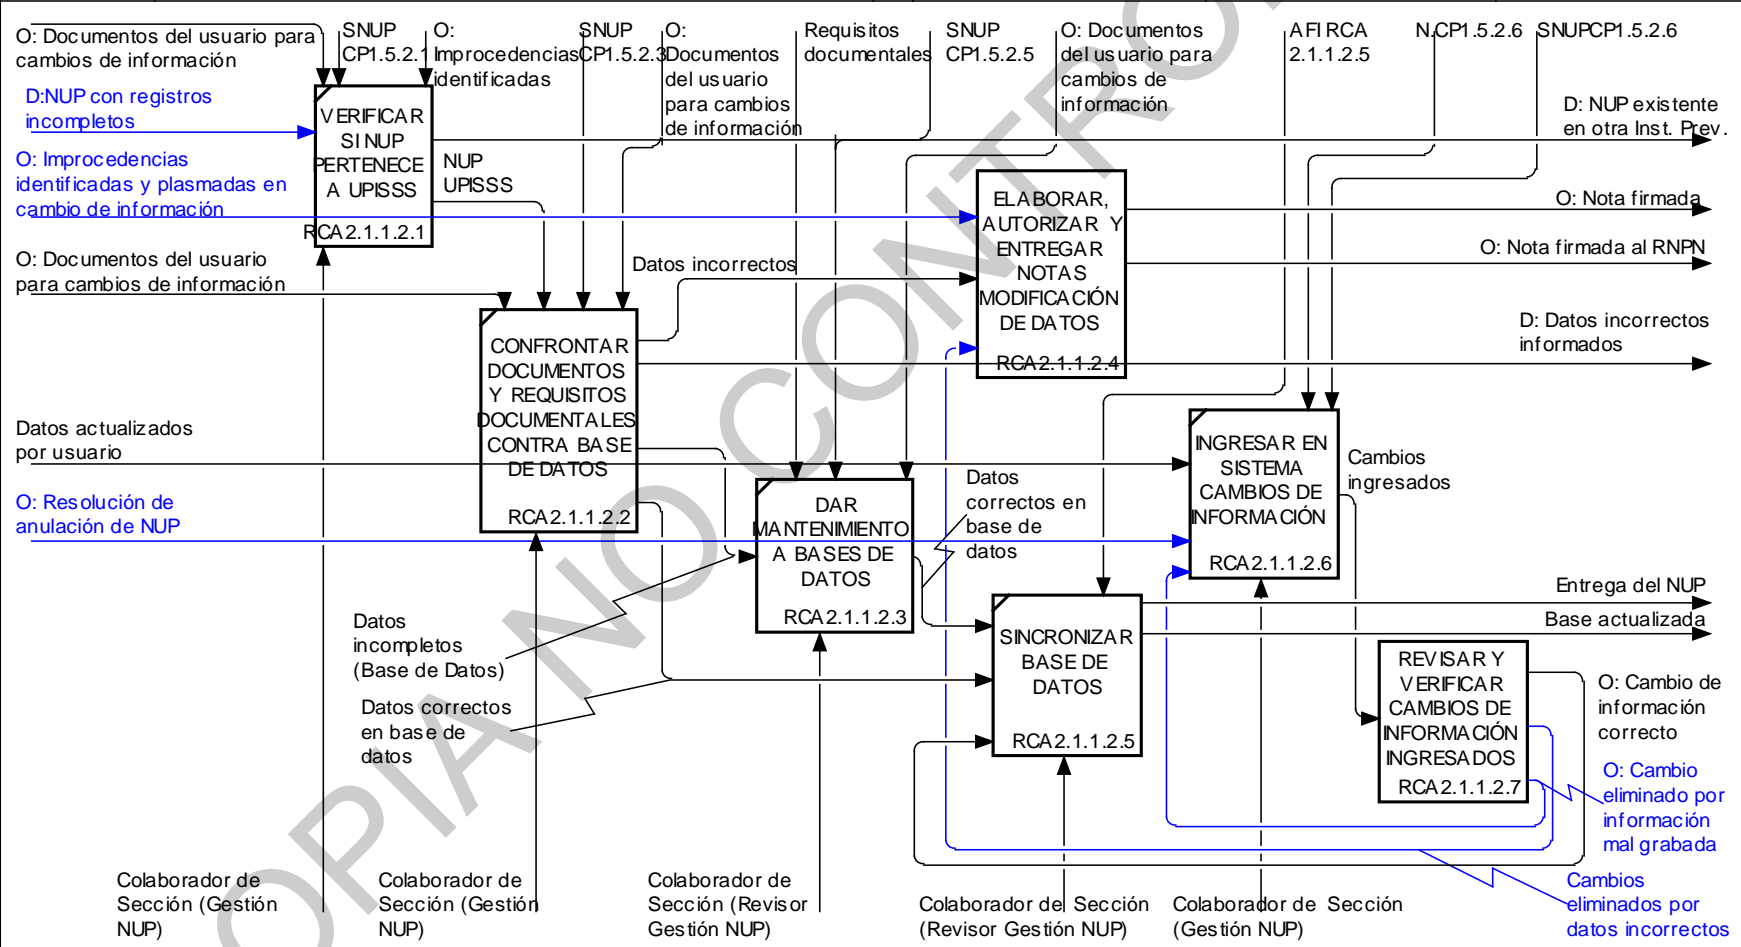 O: Documentos del usuario para
cambios de información
SNUP
CP1.5.2.1
O:
Improcedencias
identificadas
SNUP
CP1.5.2.3
O:
Documentos
del usuario
para cambios
de información
Requisitos
documentales
SNUP
CP1.5.2.5
O: Documentos
del usuario para
cambios de
información
AFI RCA
2.1.1.2.5
N.CP1.5.2.6
SNUPCP1.5.2.6
D:NUP con registros
incompletos
O: Improcedencias
identificadas y plasmadas en
cambio de información
O: Documentos del usuario
para cambios de información
Datos actualizados
por usuario
O: Resolución de
anulación de NUP
VERIFICAR
SI NUP
PERTENECE
A UPISSS
RCA2.1.1.2.1
NUP
UPISSS
CONFRONTAR
DOCUMENTOS
Y REQUISITOS
DOCUMENTALES
CONTRA BASE
DE DATOS
RCA2.1.1.2.2
Datos incorrectos
DAR
MANTENIMIENTO
A BASES DE
DATOS
RCA2.1.1.2.3
ELABORAR,
AUTORIZAR Y
ENTREGAR
NOTAS
MODIFICACIÓN
DE DATOS
RCA2.1.1.2.4
Datos
correctos en
base de
datos
SINCRONIZAR
BASE DE
DATOS
RCA2.1.1.2.5
INGRESAR EN
SISTEMA
CAMBIOS DE
INFORMACIÓN
RCA2.1.1.2.6
Cambios
ingresados
REVISAR Y
VERIFICAR
CAMBIOS DE
INFORMACIÓN
INGRESADOS
RCA2.1.1.2.7
D: NUP existente
en otra Inst. Prev.
O: Nota firmada
O: Nota firmada al RNPN
D: Datos incorrectos
informados
Entrega del NUP
Base actualizada
O: Cambio de
información
correcto
O: Cambio
eliminado por
información
mal grabada
Cambios
eliminados por
datos incorrectos
Datos
incompletos
(Base de Datos)
Datos correctos
en base de
datos
Colaborador de
Sección (Gestión
NUP)
Colaborador de
Sección (Gestión
NUP)
Colaborador de
Sección (Revisor
Gestión NUP)
Colaborador de Sección
(Revisor Gestión NUP)
Colaborador de Sección
(Gestión NUP)
OPIA NO CONTRO